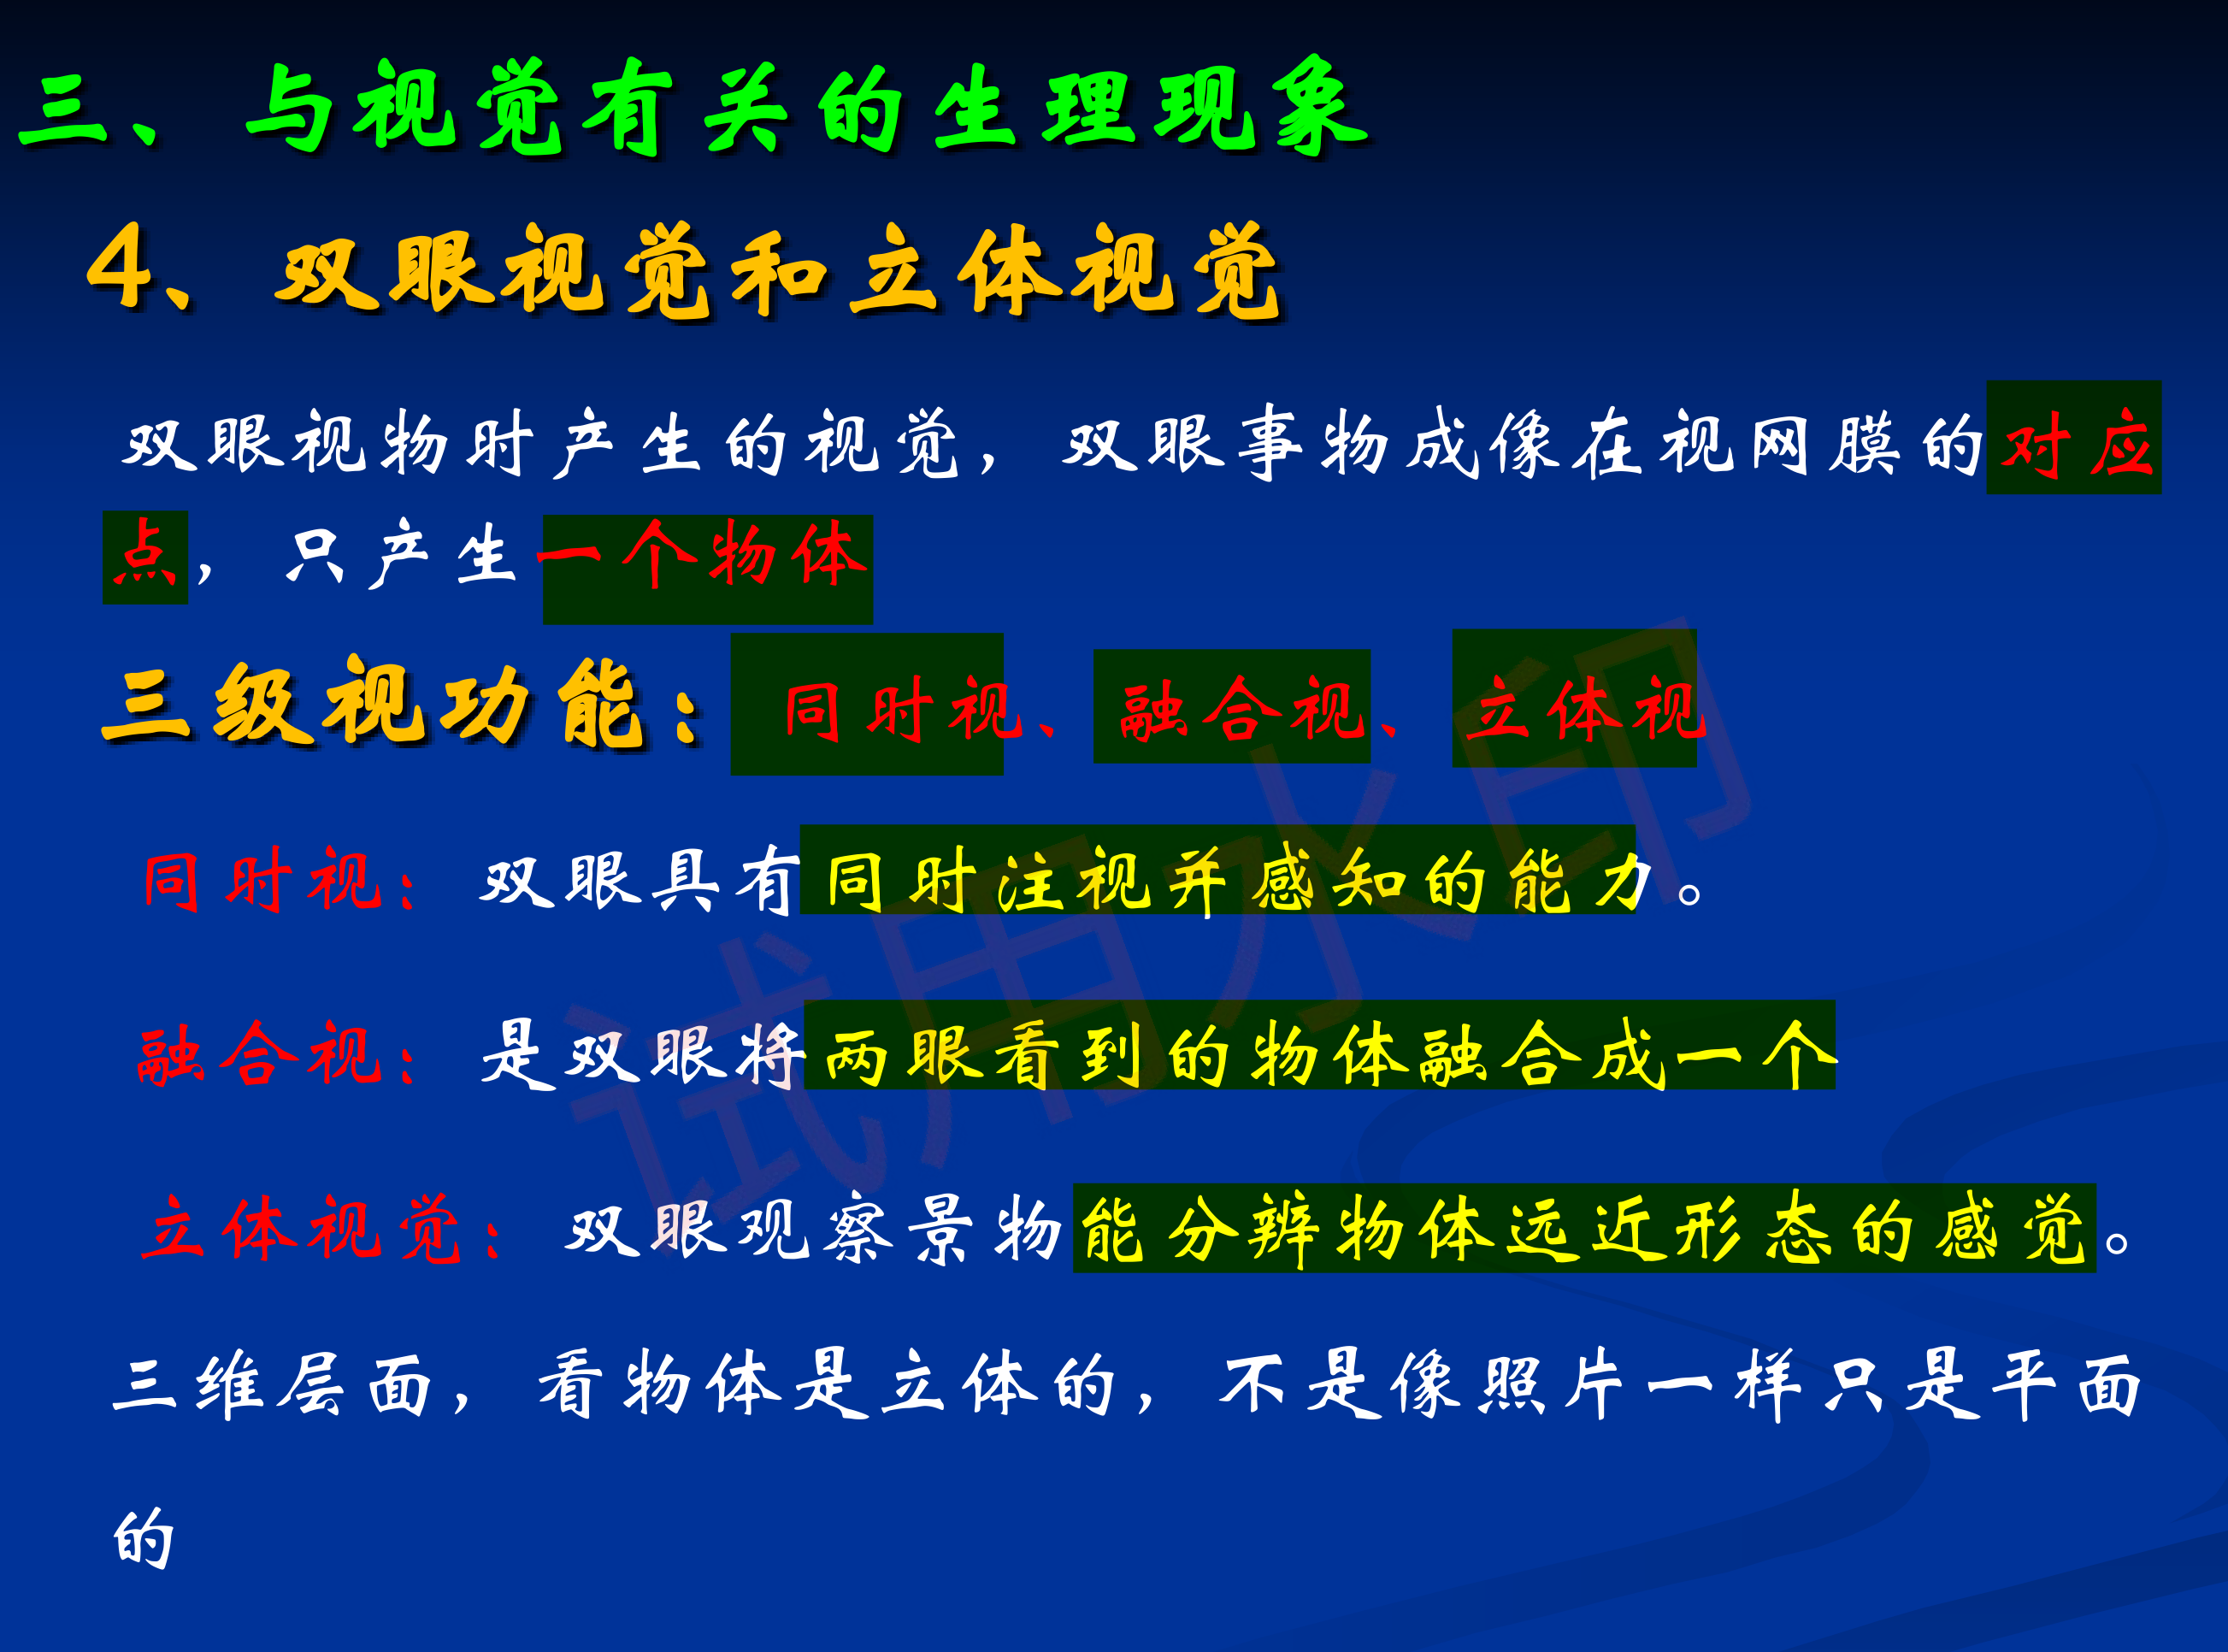 三、与视觉有关的生理现象
4、双眼视觉和立体视觉
双眼视物时产生的视觉，双眼事物成像在视网膜的对应
点，只产生一个物体
三级视功能：同时视、融合视、立体视
同时视：双眼具有同时注视并感知的能力。
融合视：是双眼将两眼看到的物体融合成一个
立体视觉：双眼观察景物能分辨物体远近形态的感觉。
三维层面，看物体是立体的，不是像照片一样只是平面
的
试用水印